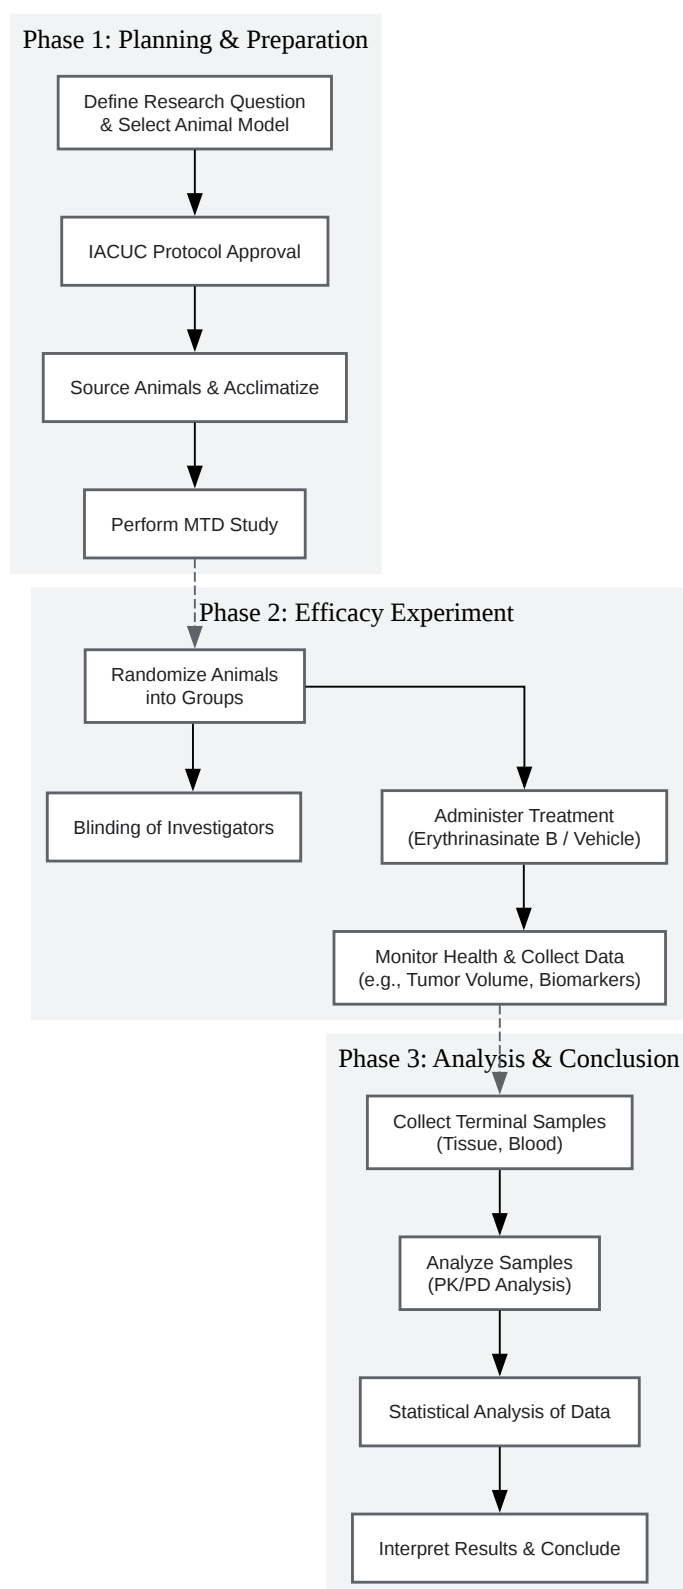 Phase 1: Planning & Preparation
Define Research Question
& Select Animal Model
IACUC Protocol Approval
Source Animals & Acclimatize
Perform MTD Study
Phase 2: Efficacy Experiment
Randomize Animals
into Groups
Blinding of Investigators
Administer Treatment
(Erythrinasinate B / Vehicle)
Monitor Health & Collect Data
(e.g., Tumor Volume, Biomarkers)
Phase 3: Analysis & Conclusion
Collect Terminal Samples
(Tissue, Blood)
Analyze Samples
(PK/PD Analysis)
Statistical Analysis of Data
Interpret Results & Conclude